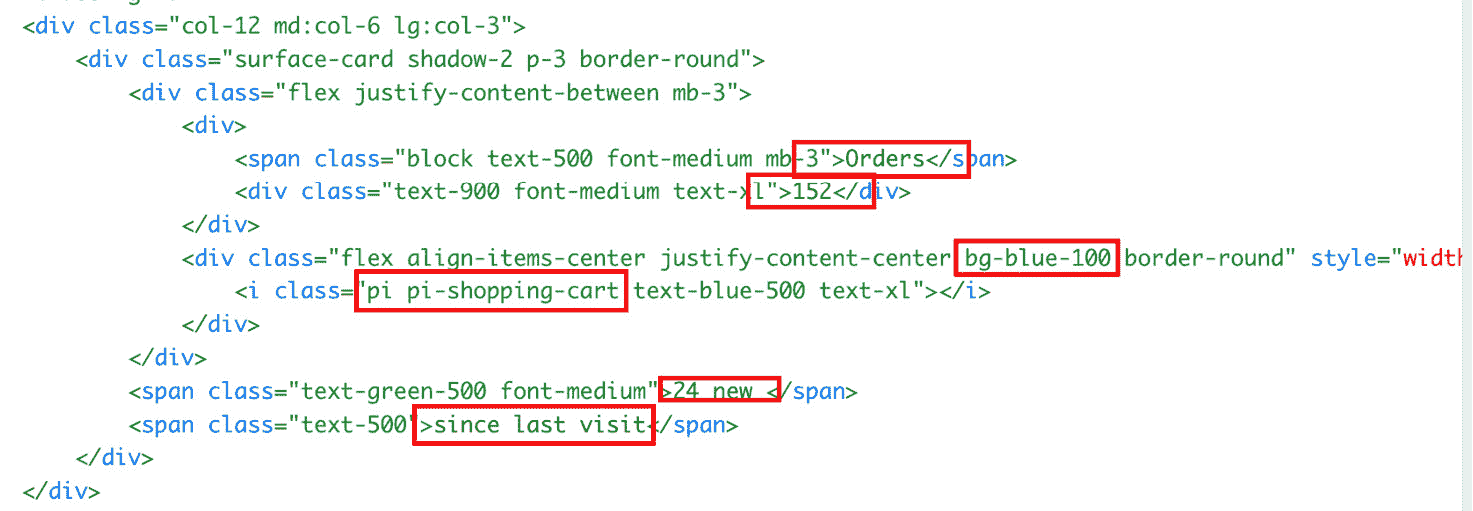 <div class="col-12 md:col-6 lg:col-3">
<div class="surface-card shadow-2 p-3 border-round">
<div class="flex justify-content-between mb-3">
<div>
<span class="block text-500 font-medium mb-3">Orders</span>
<div class="text-900 font-medium text-xl">152</div>
</div>
<div class="flex align-items-center justify-content-center bg-blue-100 border-round" style="width
<i class="pi pi-shopping-cart text-blue-500 text-xl"></i>
</div>
</div>
<span class="text-green-500 font-medium">24 new </span>
<span class="text-500">since last visit</span>
</div>
</div>